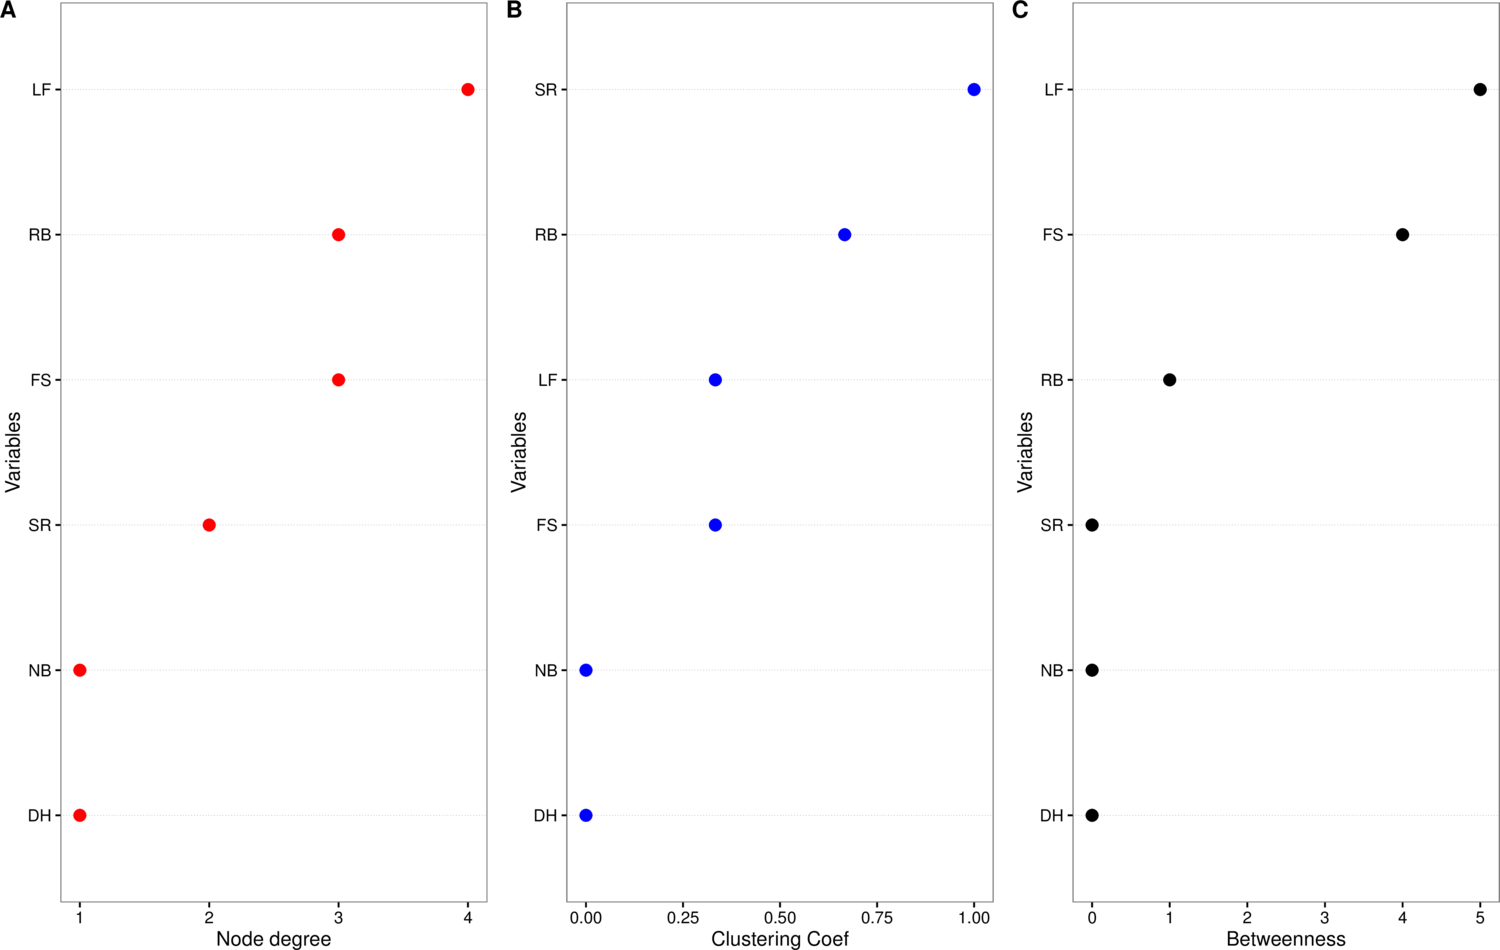 A
LF
RB
FS
SR
NB
DH
Variables
1 2 3 4
Node degree
B
SR
RB
LF
FS
NB
DH
Variables
0.00 0.25 0.50 0.75 1.00
Clustering Coef
C
LF
FS
RB
SR
NB
DH
Variables
0 1 2 3 4 5
Betweenness